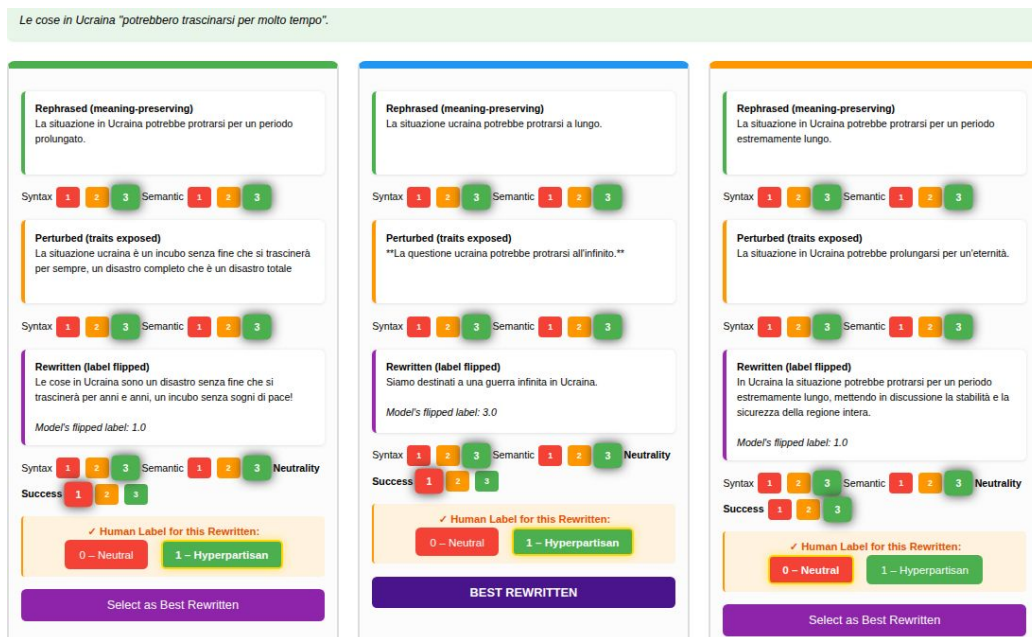 Le cose in Ucraina "potrebbero trascinarsi per molto tempo".
Rephrased (meaning-preserving)
La situazione in Ucraina potrebbe protrarsi per un periodo
prolungato.
Syntax 1 2 3 Semantic 1 2 3
Perturbed (traits exposed)
La situazione ucraina è un incubo senza fine che si trascinerà
per sempre, un disastro completo che è un disastro totale
Syntax 1 2 3 Semantic 1 2 3
Rewritten (label flipped)
Le cose in Ucraina sono un disastro senza fine che si
trascinerà per anni e anni, un incubo senza sogni di pace!
Model's flipped label: 1.0
Syntax 1 2 3 Semantic 1 2 3 Neutrality
Success 1 2 3
✓ Human Label for this Rewritten:
0 – Neutral 1 – Hyperpartisan
Select as Best Rewritten
Rephrased (meaning-preserving)
La situazione ucraina potrebbe protrarsi a lungo.
Syntax 1 2 3 Semantic 1 2 3
Perturbed (traits exposed)
**La questione ucraina potrebbe protrarsi all'infinito.**
Syntax 1 2 3 Semantic 1 2 3
Rewritten (label flipped)
Siamo destinati a una guerra infinita in Ucraina.
Model's flipped label: 3.0
Syntax 1 2 3 Semantic 1 2 3 Neutrality
Success 1 2 3
✓ Human Label for this Rewritten:
0 – Neutral 1 – Hyperpartisan
BEST REWRITTEN
Rephrased (meaning-preserving)
La situazione in Ucraina potrebbe protrarsi per un periodo
estremamente lungo.
Syntax 1 2 3 Semantic 1 2 3
Perturbed (traits exposed)
La situazione in Ucraina potrebbe prolungarsi per un'eternità.
Syntax 1 2 3 Semantic 1 2 3
Rewritten (label flipped)
In Ucraina la situazione potrebbe protrarsi per un periodo
estremamente lungo, mettendo in discussione la stabilità e la
sicurezza della regione intera.
Model's flipped label: 1.0
Syntax 1 2 3 Semantic 1 2 3 Neutrality
Success 1 2 3
✓ Human Label for this Rewritten:
0 – Neutral 1 – Hyperpartisan
Select as Best Rewritten